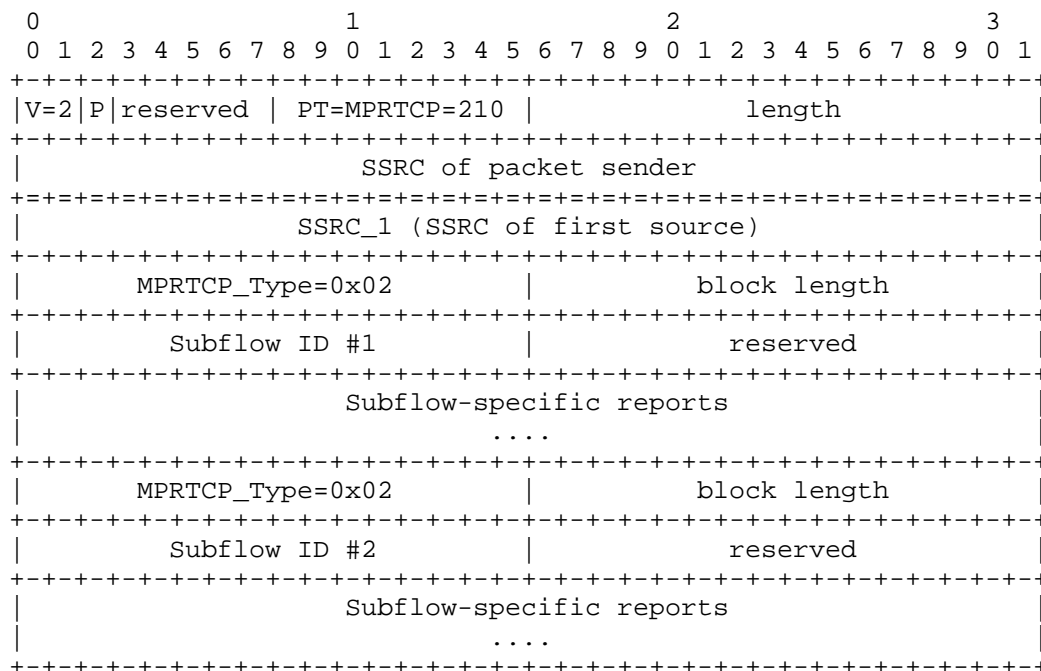 0                   1                   2                   3
 0 1 2 3 4 5 6 7 8 9 0 1 2 3 4 5 6 7 8 9 0 1 2 3 4 5 6 7 8 9 0 1
+-+-+-+-+-+-+-+-+-+-+-+-+-+-+-+-+-+-+-+-+-+-+-+-+-+-+-+-+-+-+-+-+
|V=2|P|reserved | PT=MPRTCP=210 |             length            |
+-+-+-+-+-+-+-+-+-+-+-+-+-+-+-+-+-+-+-+-+-+-+-+-+-+-+-+-+-+-+-+-+
|                     SSRC of packet sender                     |
+=+=+=+=+=+=+=+=+=+=+=+=+=+=+=+=+=+=+=+=+=+=+=+=+=+=+=+=+=+=+=+=+
|                 SSRC_1 (SSRC of first source)                 |
+-+-+-+-+-+-+-+-+-+-+-+-+-+-+-+-+-+-+-+-+-+-+-+-+-+-+-+-+-+-+-+-+
|       MPRTCP_Type=0x02        |          block length         |
+-+-+-+-+-+-+-+-+-+-+-+-+-+-+-+-+-+-+-+-+-+-+-+-+-+-+-+-+-+-+-+-+
|         Subflow ID #1         |            reserved           |
+-+-+-+-+-+-+-+-+-+-+-+-+-+-+-+-+-+-+-+-+-+-+-+-+-+-+-+-+-+-+-+-+
|                    Subflow-specific reports                   |
|                             ....                              |
+-+-+-+-+-+-+-+-+-+-+-+-+-+-+-+-+-+-+-+-+-+-+-+-+-+-+-+-+-+-+-+-+
|       MPRTCP_Type=0x02        |          block length         |
+-+-+-+-+-+-+-+-+-+-+-+-+-+-+-+-+-+-+-+-+-+-+-+-+-+-+-+-+-+-+-+-+
|         Subflow ID #2         |            reserved           |
+-+-+-+-+-+-+-+-+-+-+-+-+-+-+-+-+-+-+-+-+-+-+-+-+-+-+-+-+-+-+-+-+
|                    Subflow-specific reports                   |
|                             ....                              |
+-+-+-+-+-+-+-+-+-+-+-+-+-+-+-+-+-+-+-+-+-+-+-+-+-+-+-+-+-+-+-+-+